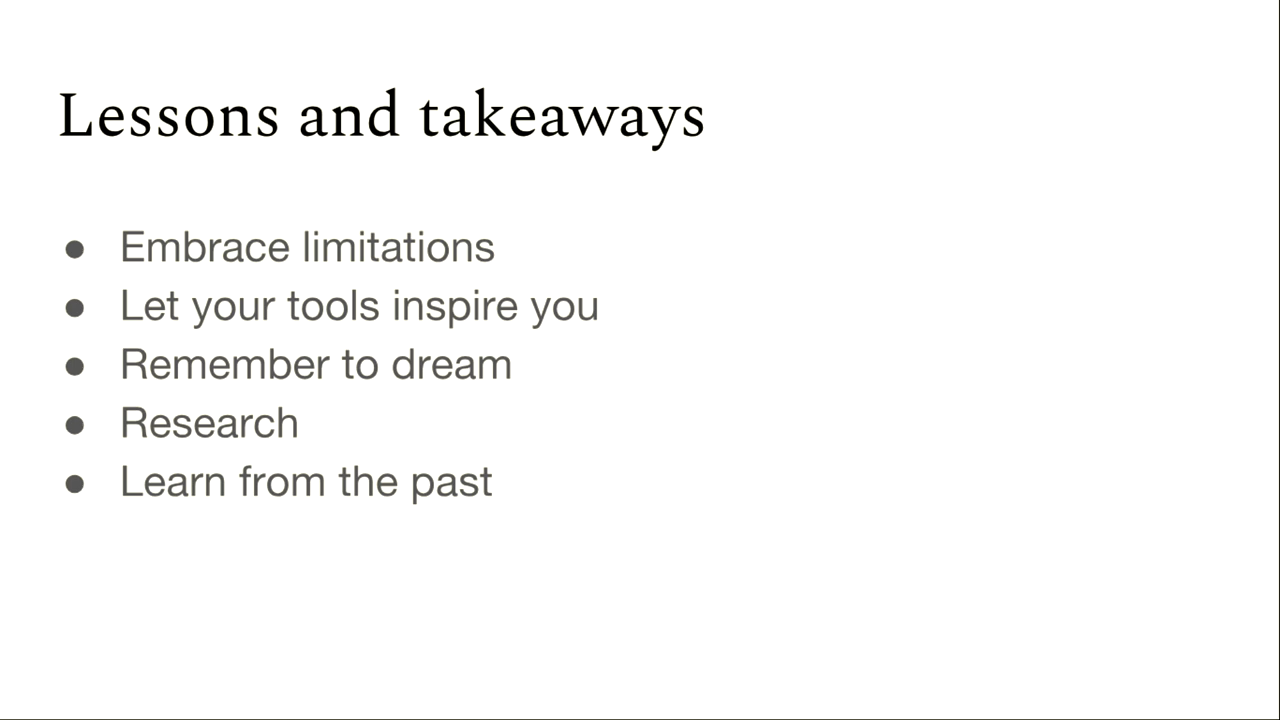 Lessons and takeaways
● Embrace limitations
● Let your tools inspire you
● Remember to dream
● Research
● Learn from the past